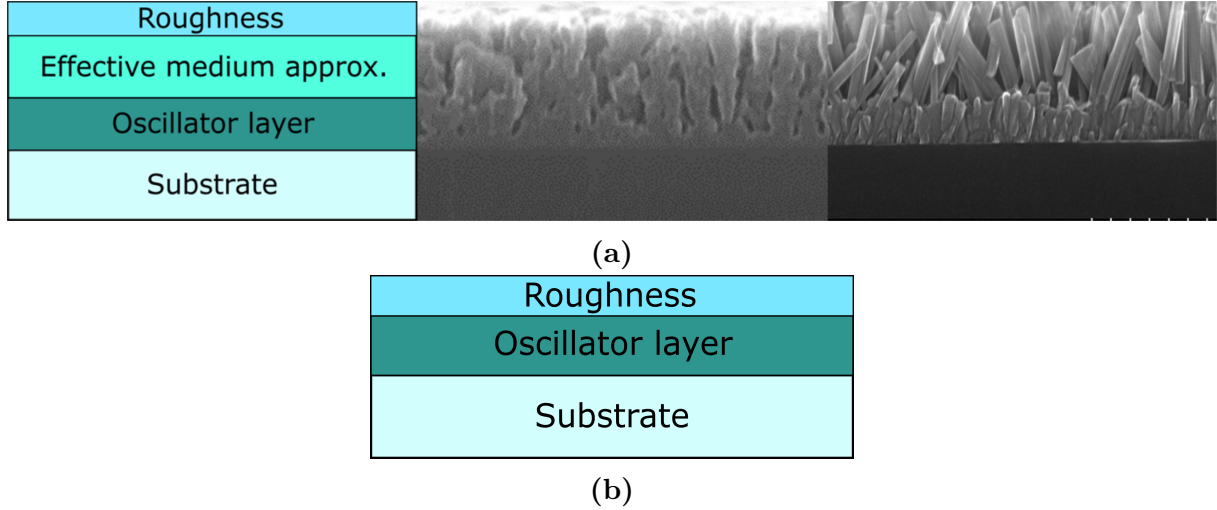 Roughness
Effective medium approx.
Oscillator layer
Substrate
(a)
Roughness
Oscillator layer
Substrate
(b)